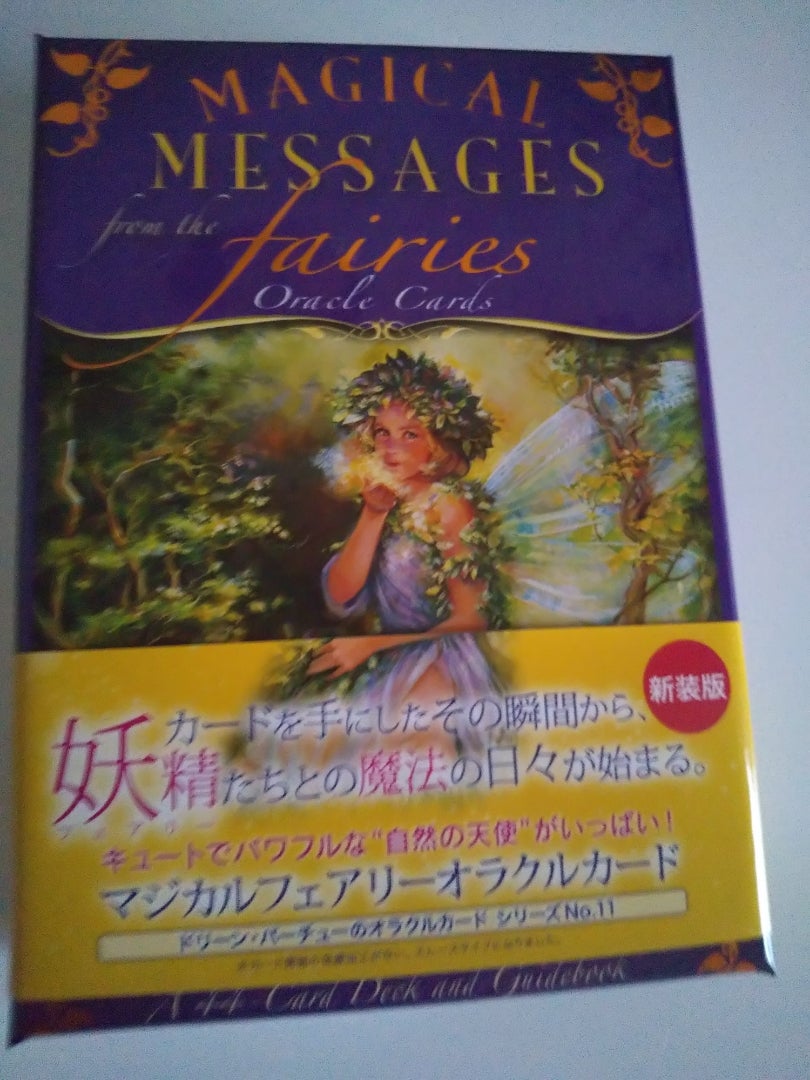 MAGICAL
MESSAGES
from the
fairies
Oracle Cards
新装版
カードを手にしたその瞬間から、
妖精たちとの魔法の日々が始まる。
フェアリー
キュートでパワフルな"自然の天使"がいっぱい！
マジカルフェアリーオラクルカード
ドリーン・バーチューのオラクルカード シリーズNo.11
A 44-Card Deck and Guidebook